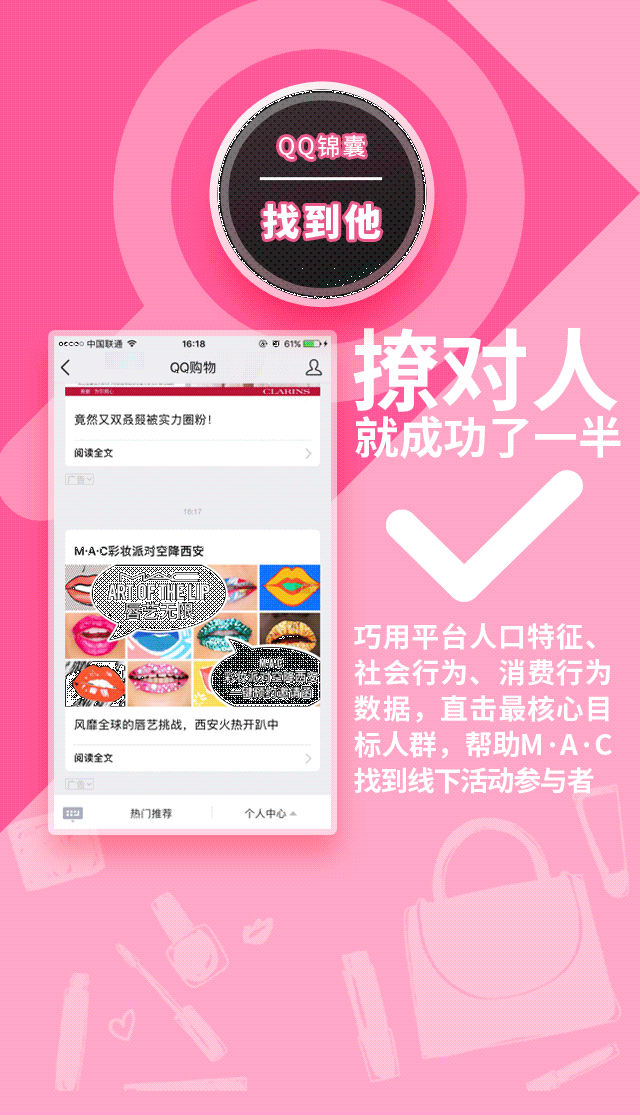 QQ锦囊
找到他
中国联通
16:18
61%
QQ购物
CLARINS
竟然又双叒叕被实力圈粉！
阅读全文
广告
16:17
M·A·C彩妆派对空降西安
ART OF THE LIP
唇艺无限
M·A·C
风靡全球的唇艺挑战，西安火热开趴中
阅读全文
广告
热门推荐
个人中心
撩对人
就成功了一半
巧用平台人口特征、
社会行为、消费行为
数据，直击最核心目
标人群，帮助M·A·C
找到线下活动参与者